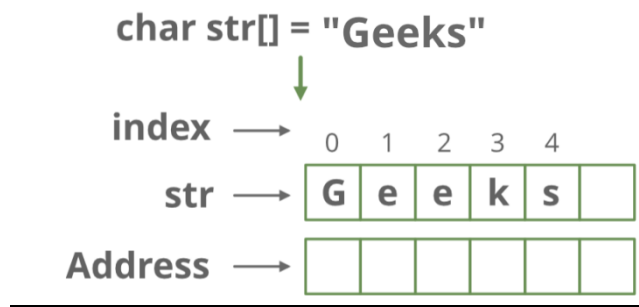 char str[] = "Geeks"
index
0 1 2 3 4
str G e e k s
Address